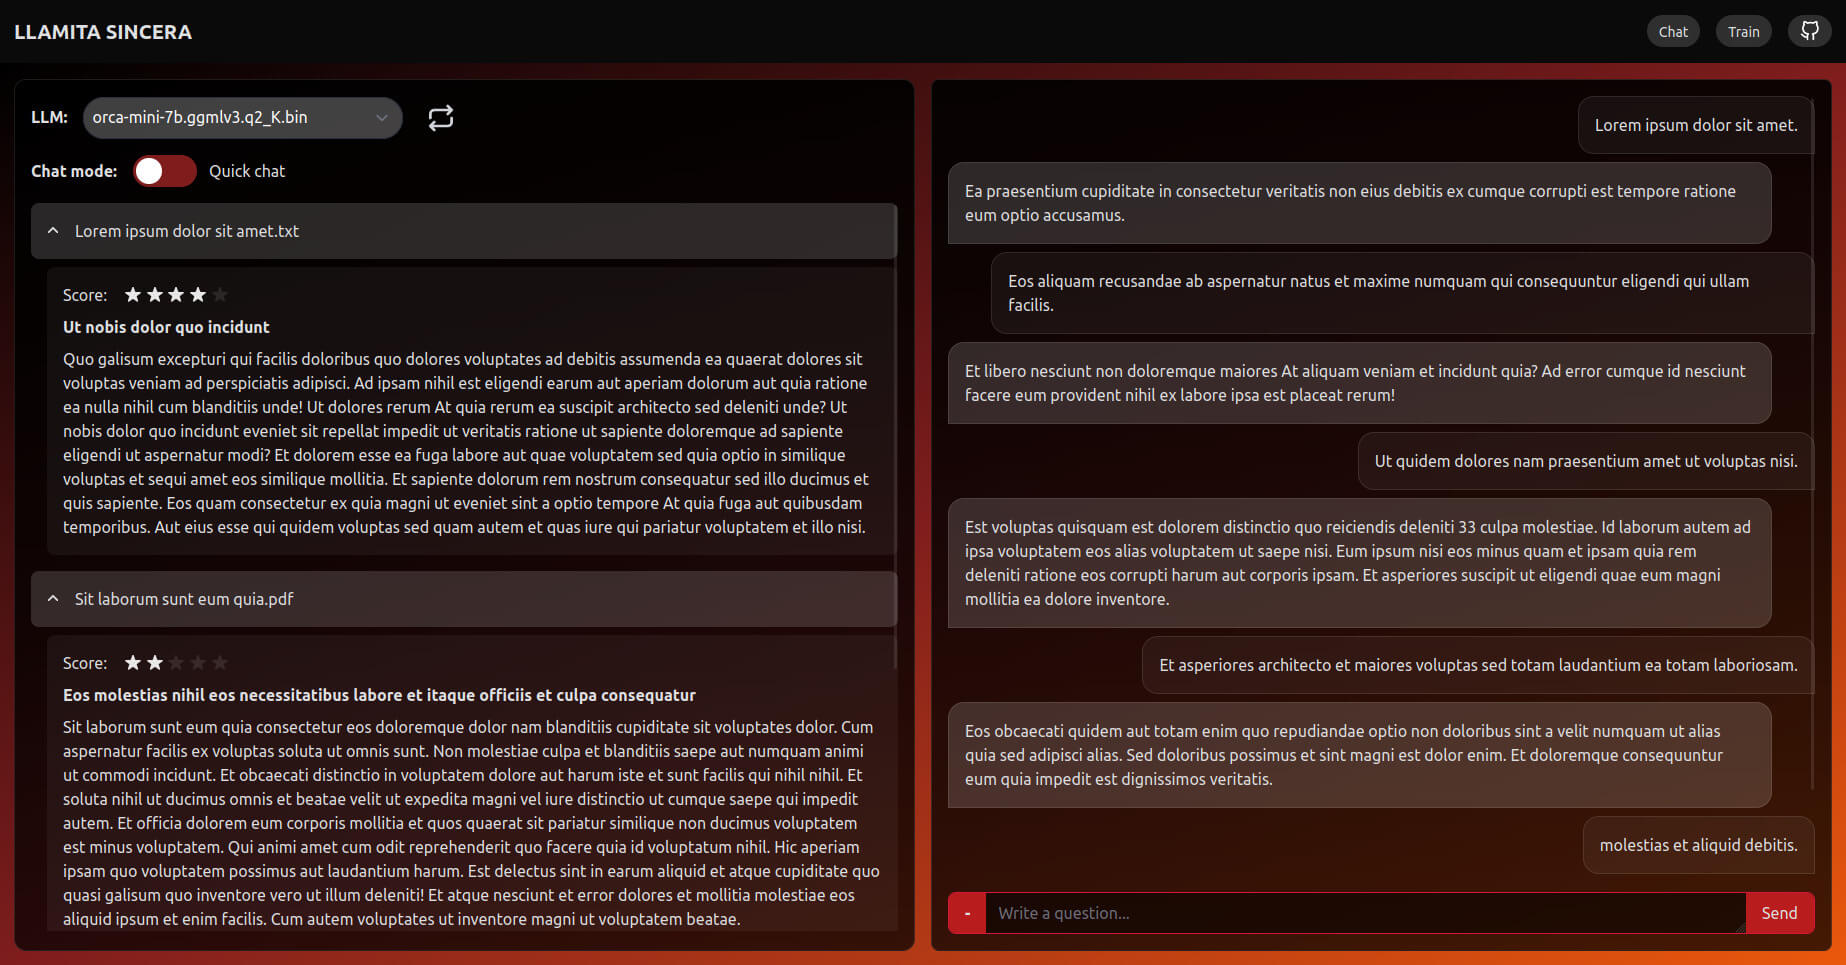 LLAMITA SINCERA
Chat
Train
LLM:
orca-mini-7b.ggmlv3.q2_K.bin
Chat mode:
Quick chat
Lorem ipsum dolor sit amet.txt
Score:
Ut nobis dolor quo incidunt
Quo galisum excepturi qui facilis doloribus quo dolores voluptates ad debitis assumenda ea quaerat dolores sit
voluptas veniam ad perspiciatis adipisci. Ad ipsam nihil est eligendi earum aut aperiam dolorum aut quia ratione
ea nulla nihil cum blanditiis unde! Ut dolores rerum At quia rerum ea suscipit architecto sed deleniti unde? Ut
nobis dolor quo incidunt eveniet sit repellat impedit ut veritatis ratione ut sapiente doloremque ad sapiente
eligendi ut aspernatur modi? Et dolorem esse ea fuga labore aut quae voluptatem sed quia optio in similique
voluptas et sequi amet eos similique mollitia. Et sapiente dolorum rem nostrum consequatur sed illo ducimus et
quis sapiente. Eos quam consectetur ex quia magni ut eveniet sint a optio tempore At quia fuga aut quibusdam
temporibus. Aut eius esse qui quidem voluptas sed quam autem et quas iure qui pariatur voluptatem et illo nisi.
Sit laborum sunt eum quia.pdf
Score:
Eos molestias nihil eos necessitatibus labore et itaque officiis et culpa consequatur
Sit laborum sunt eum quia consectetur eos doloremque dolor nam blanditiis cupiditate sit voluptates dolor. Cum
aspernatur facilis ex voluptas soluta ut omnis sunt. Non molestiae culpa et blanditiis saepe aut numquam animi
ut commodi incidunt. Et obcaecati distinctio in voluptatem dolore aut harum iste et sunt facilis qui nihil nihil. Et
soluta nihil ut ducimus omnis et beatae velit ut expedita magni vel iure distinctio ut cumque saepe qui impedit
autem. Et officia dolorem eum corporis mollitia et quos quaerat sit pariatur similique non ducimus voluptatem
est minus voluptatem. Qui animi amet cum odit reprehenderit quo facere quia id voluptatum nihil. Hic aperiam
ipsam quo voluptatem possimus aut laudantium harum. Est delectus sint in earum aliquid et atque cupiditate quo
quasi galisum quo inventore vero ut illum deleniti! Et atque nesciunt et error dolores et mollitia molestiae eos
aliquid ipsum et enim facilis. Cum autem voluptates ut inventore magni ut voluptatem beatae.
Lorem ipsum dolor sit amet.
Ea praesentium cupiditate in consectetur veritatis non eius debitis ex cumque corrupti est tempore ratione
eum optio accusamus.
Eos aliquam recusandae ab aspernatur natus et maxime numquam qui consequuntur eligendi qui ullam
facilis.
Et libero nesciunt non doloremque maiores At aliquam veniam et incidunt quia? Ad error cumque id nesciunt
facere eum provident nihil ex labore ipsa est placeat rerum!
Ut quidem dolores nam praesentium amet ut voluptas nisi.
Est voluptas quisquam est dolorem distinctio quo reiciendis deleniti 33 culpa molestiae. Id laborum autem ad
ipsa voluptatem eos alias voluptatem ut saepe nisi. Eum ipsum nisi eos minus quam et ipsam quia rem
deleniti ratione eos corrupti harum aut corporis ipsam. Et asperiores suscipit ut eligendi quae eum magni
mollitia ea dolore inventore.
Et asperiores architecto et maiores voluptas sed totam laudantium ea totam laboriosam.
Eos obcaecati quidem aut totam enim quo repudiandae optio non doloribus sint a velit numquam ut alias
quia sed adipisci alias. Sed doloribus possimus et sint magni est dolor enim. Et doloremque consequuntur
eum quia impedit est dignissimos veritatis.
molestias et aliquid debitis.
-
Write a question...
Send